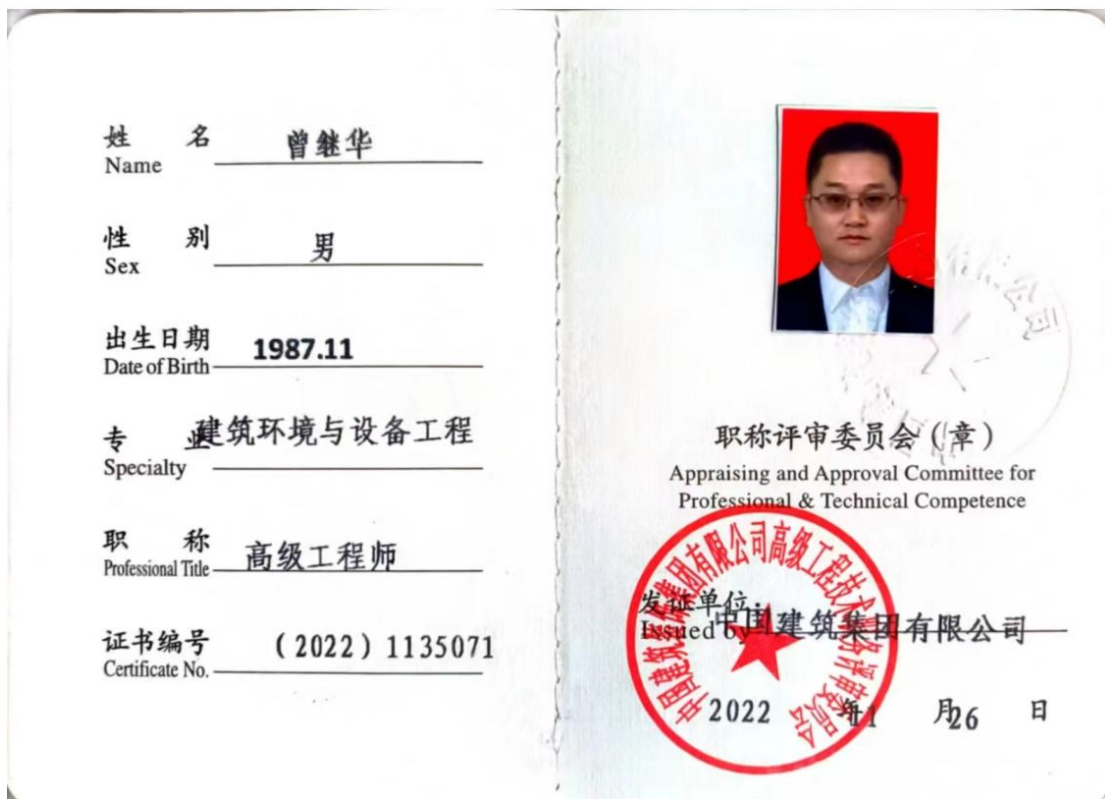 姓 名 曾继华
Name
性 别 男
Sex
出生日期 1987.11
Date of Birth
专 业 建筑环境与设备工程
Specialty
职 称 高级工程师
Professional Title
证书编号 (2022)1135071
Certificate No.
职称评审委员会(章)
Appraising and Approval Committee for
Professional & Technical Competence
发证单位:
Issued by 中国建筑集团有限公司
2022 年11 月26 日